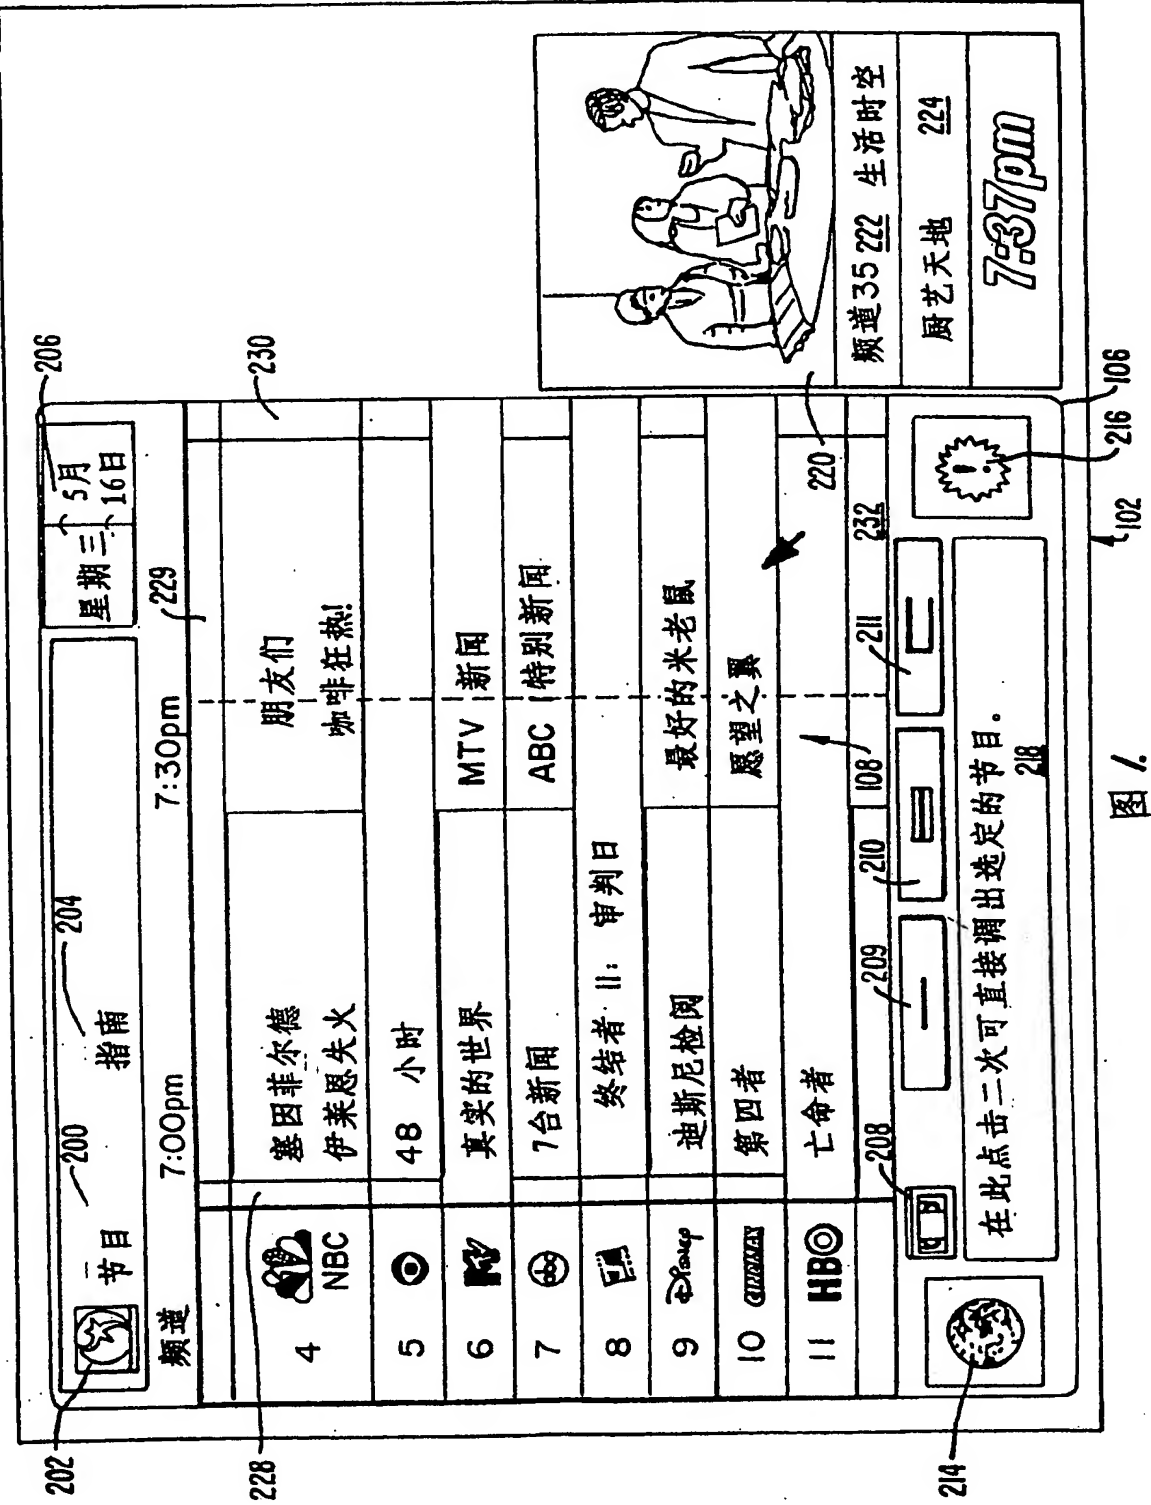 202
200
204
206
节目 指南
星期三 5月
16日
频道 7:00pm 7:30pm
229
228
230
4 NBC
塞因菲尔德
伊莱恩失火
朋友们
咖啡狂热!
5 48 小时
6 真实的世界 MTV 新闻
7 abc 7台新闻 ABC 特别新闻
8 终结者 II: 审判日
9 Disney 迪斯尼检阅 最好的米老鼠
10 CINEMAX 第四者 愿望之翼
11 HBO 亡命者
108
232
220
208
209
210
211
214
216
在此点击二次可直接调出选定的节目。
218
频道35 222 生活时空
厨艺天地 224
7:37pm
106
102
图 1.